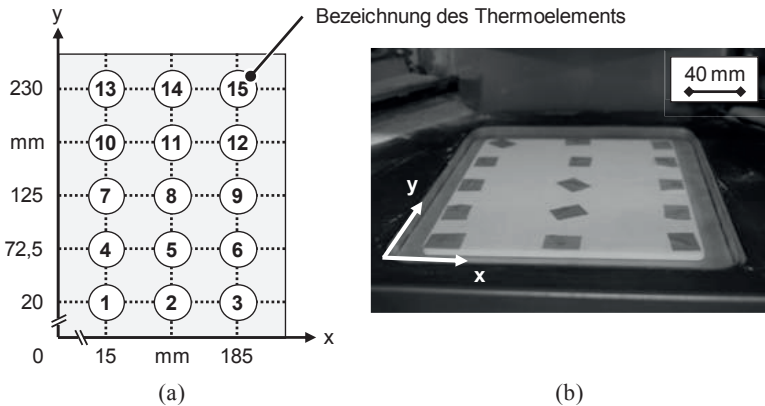 y
Bezeichnung des Thermoelements
230
13 14 15
mm
10 11 12
125
7 8 9
72,5
4 5 6
20
1 2 3
0
15 mm 185
x
(a)
40 mm
y
x
(b)